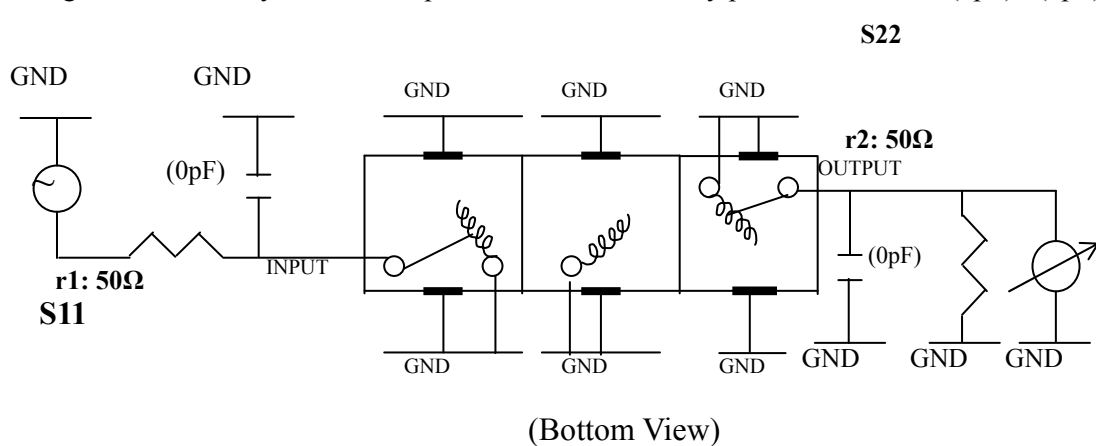 S22
GND GND GND GND GND
(0pF) r2: 50Ω
OUTPUT
INPUT (0pF)
r1: 50Ω
S11
GND GND GND GND GND GND
(Bottom View)